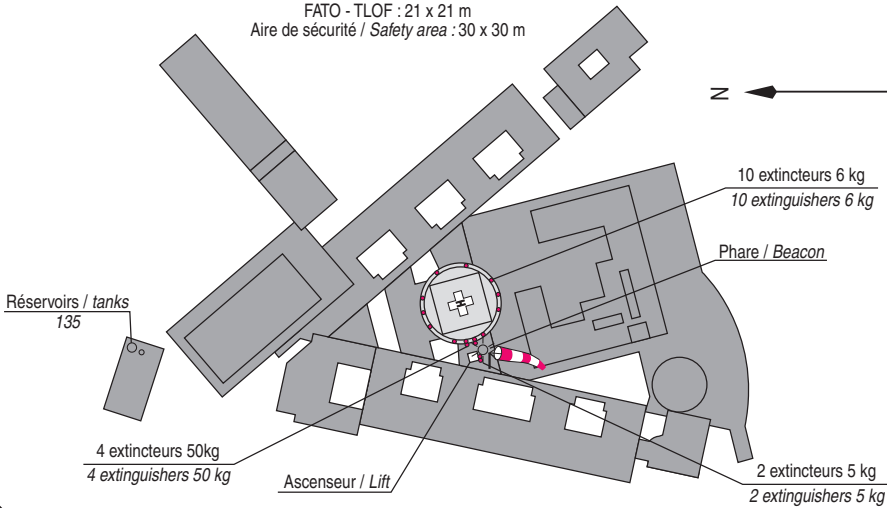 FATO - TLOF : 21 x 21 m
Aire de sécurité / Safety area : 30 x 30 m
N
10 extincteurs 6 kg
10 extinguishers 6 kg
Phare / Beacon
Réservoirs / tanks
135
H
4 extincteurs 50kg
4 extinguishers 50 kg
Ascenseur / Lift
2 extincteurs 5 kg
2 extinguishers 5 kg